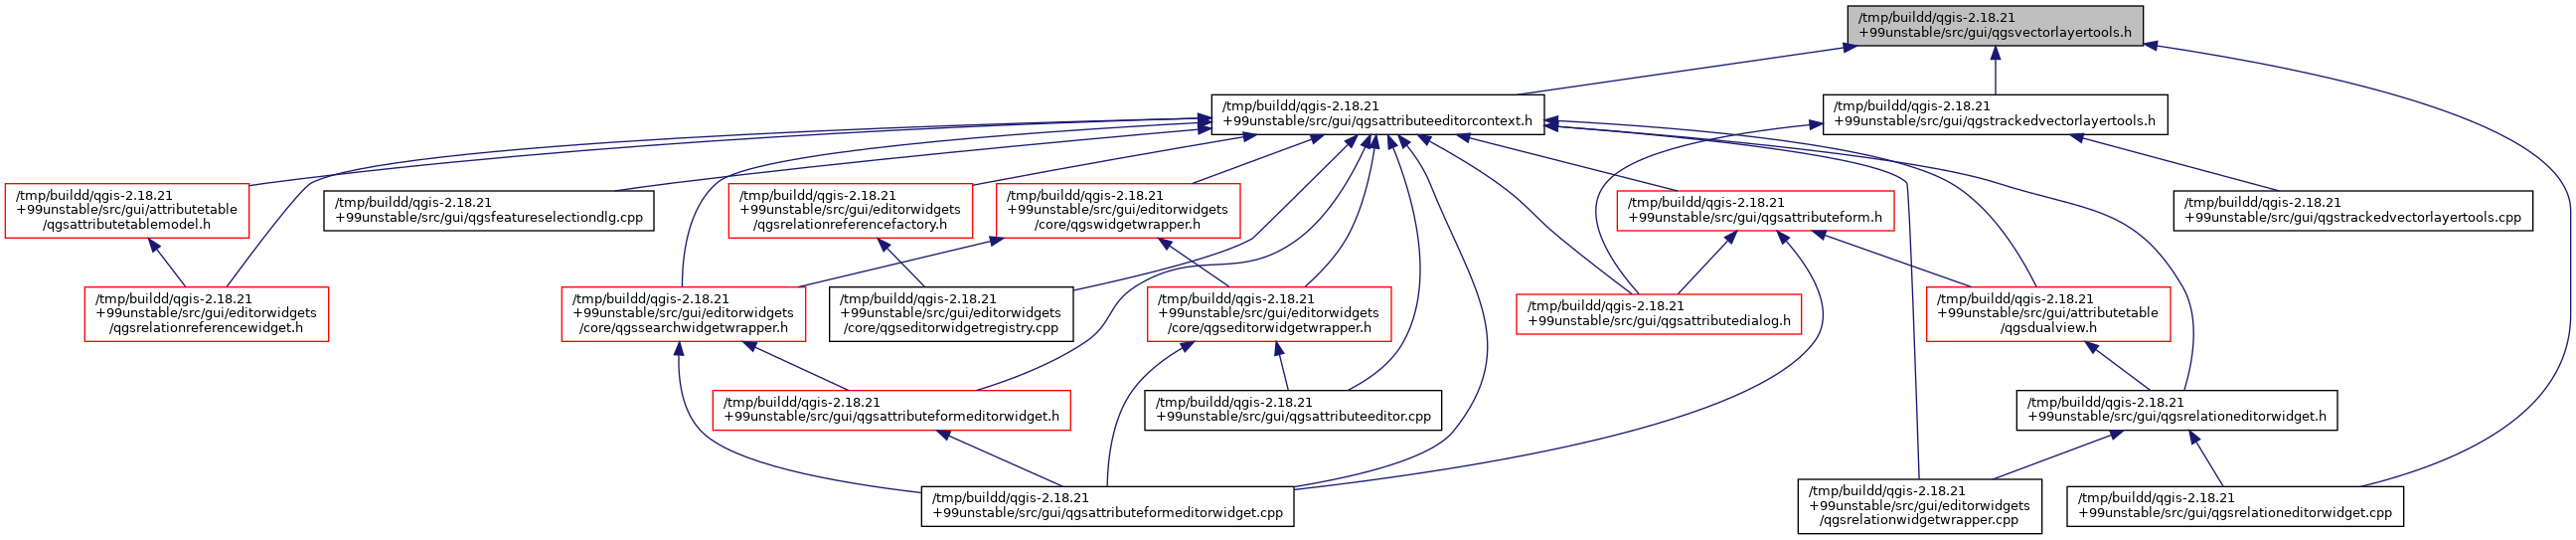 /tmp/buildd/qgis-2.18.21
+99unstable/src/gui/qgsvectorlayertools.h
/tmp/buildd/qgis-2.18.21
+99unstable/src/gui/qgsattributeeditorcontext.h
/tmp/buildd/qgis-2.18.21
+99unstable/src/gui/qgstrackedvectorlayertools.h
/tmp/buildd/qgis-2.18.21
+99unstable/src/gui/attributetable
/qgsattributetablemodel.h
/tmp/buildd/qgis-2.18.21
+99unstable/src/gui/qgsfeatureselectiondlg.cpp
/tmp/buildd/qgis-2.18.21
+99unstable/src/gui/editorwidgets
/qgsrelationreferencefactory.h
/tmp/buildd/qgis-2.18.21
+99unstable/src/gui/editorwidgets
/core/qgswidgetwrapper.h
/tmp/buildd/qgis-2.18.21
+99unstable/src/gui/qgsattributeform.h
/tmp/buildd/qgis-2.18.21
+99unstable/src/gui/qgstrackedvectorlayertools.cpp
/tmp/buildd/qgis-2.18.21
+99unstable/src/gui/editorwidgets
/qgsrelationreferencewidget.h
/tmp/buildd/qgis-2.18.21
+99unstable/src/gui/editorwidgets
/core/qgssearchwidgetwrapper.h
/tmp/buildd/qgis-2.18.21
+99unstable/src/gui/editorwidgets
/core/qgseditorwidgetregistry.cpp
/tmp/buildd/qgis-2.18.21
+99unstable/src/gui/editorwidgets
/core/qgseditorwidgetwrapper.h
/tmp/buildd/qgis-2.18.21
+99unstable/src/gui/qgsattributedialog.h
/tmp/buildd/qgis-2.18.21
+99unstable/src/gui/attributetable
/qgsdualview.h
/tmp/buildd/qgis-2.18.21
+99unstable/src/gui/qgsattributeformeditorwidget.h
/tmp/buildd/qgis-2.18.21
+99unstable/src/gui/qgsattributeeditor.cpp
/tmp/buildd/qgis-2.18.21
+99unstable/src/gui/qgsrelationeditorwidget.h
/tmp/buildd/qgis-2.18.21
+99unstable/src/gui/qgsattributeformeditorwidget.cpp
/tmp/buildd/qgis-2.18.21
+99unstable/src/gui/editorwidgets
/qgsrelationwidgetwrapper.cpp
/tmp/buildd/qgis-2.18.21
+99unstable/src/gui/qgsrelationeditorwidget.cpp